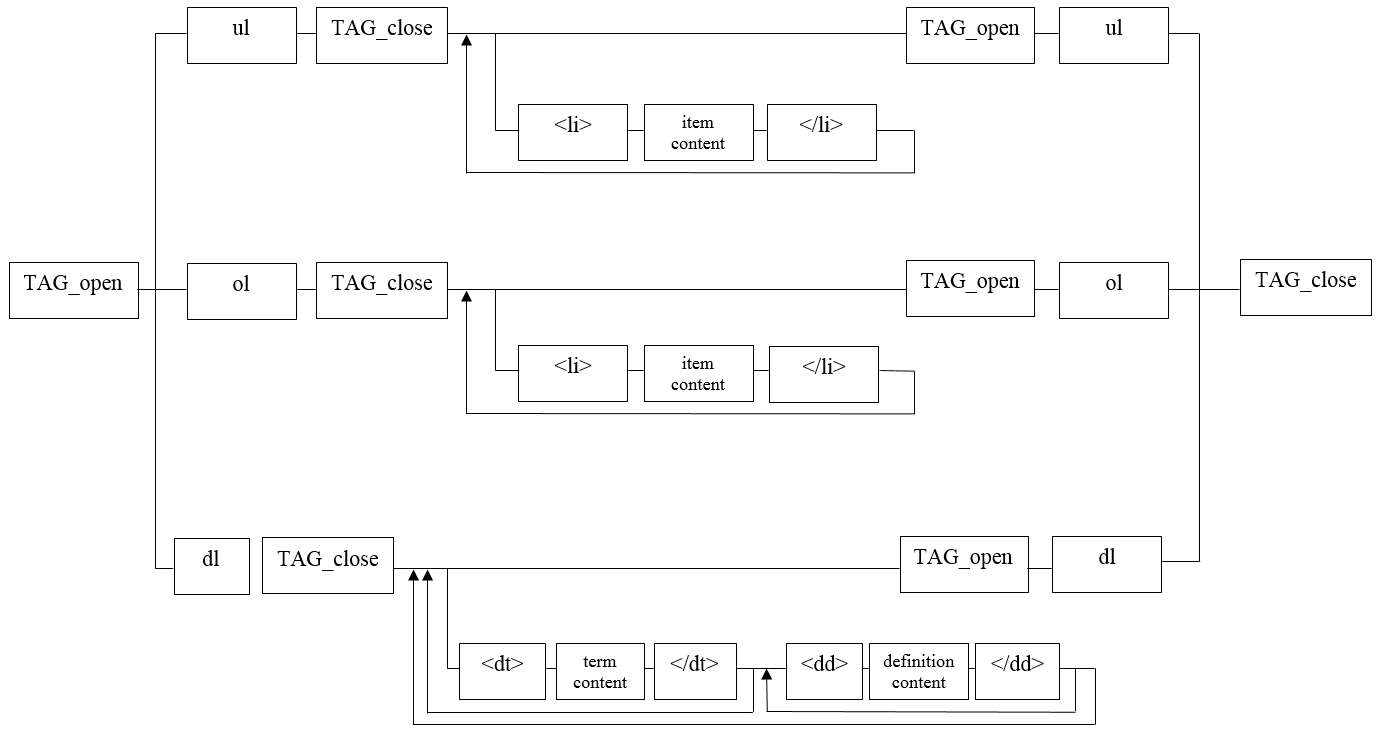 ul
TAG_close
TAG_open
ul
<li>
item
content
</li>
TAG_open
ol
TAG_close
TAG_open
ol
TAG_close
<li>
item
content
</li>
dl
TAG_close
TAG_open
dl
<dt>
term
content
</dt>
<dd>
definition
content
</dd>